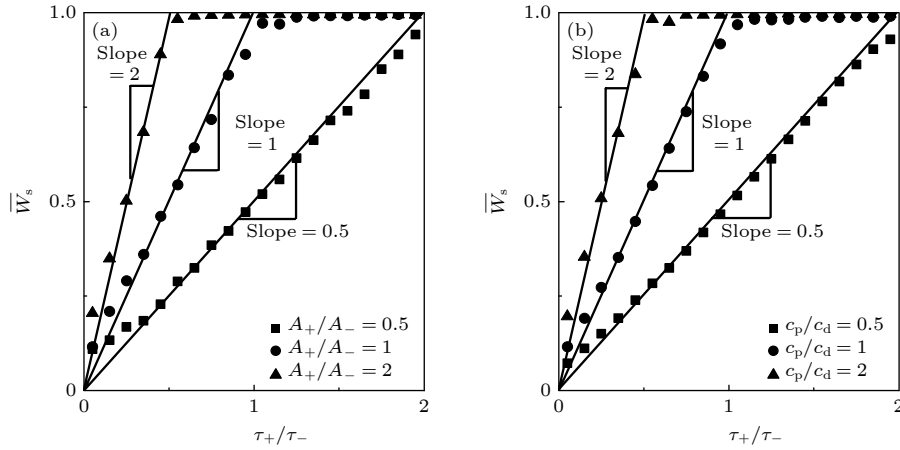 (a)
1.0
Slope
= 2
Slope
= 1
0.5
Slope = 0.5
W̅s
A+/A− = 0.5
A+/A− = 1
A+/A− = 2
0
0
1
2
τ+/τ−
(b)
1.0
Slope
= 2
Slope
= 1
0.5
Slope = 0.5
W̅s
cp/cd = 0.5
cp/cd = 1
cp/cd = 2
0
0
1
2
τ+/τ−